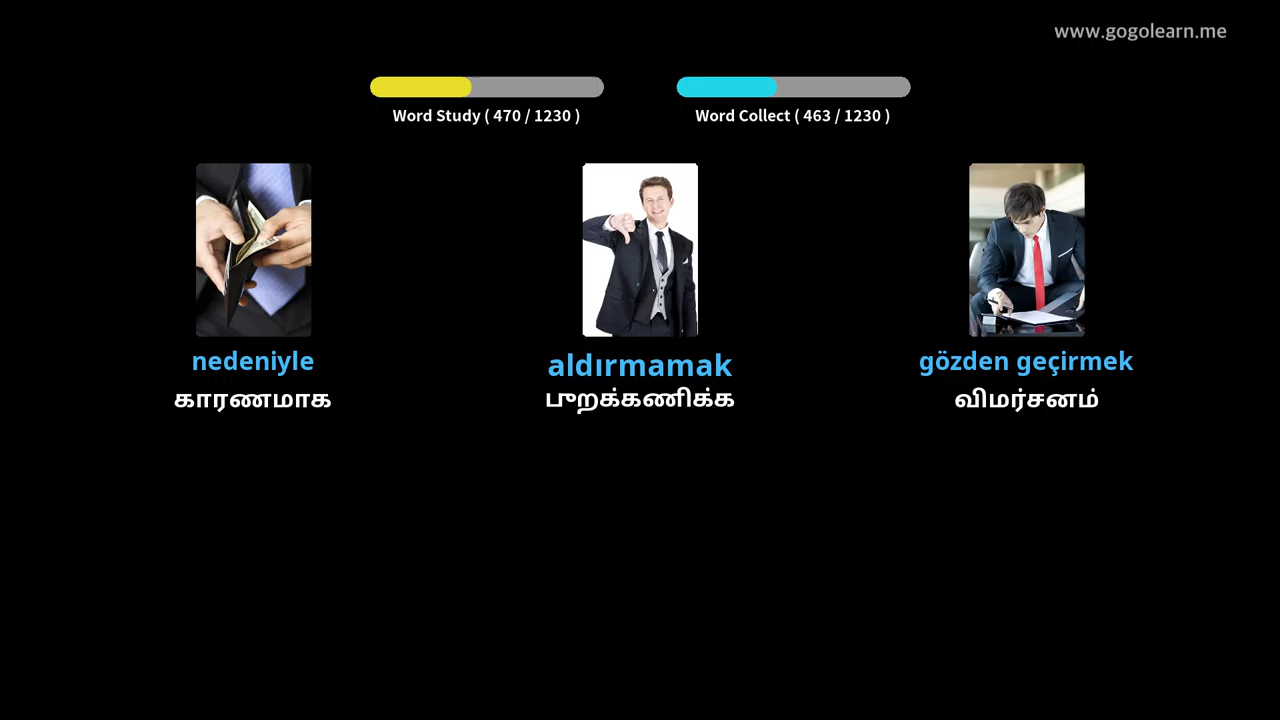 www.gogolearn.me
Word Study ( 470 / 1230 )
Word Collect ( 463 / 1230 )
nedeniyle
காரணமாக
aldırmamak
புறக்கணிக்க
gözden geçirmek
விமர்சனம்